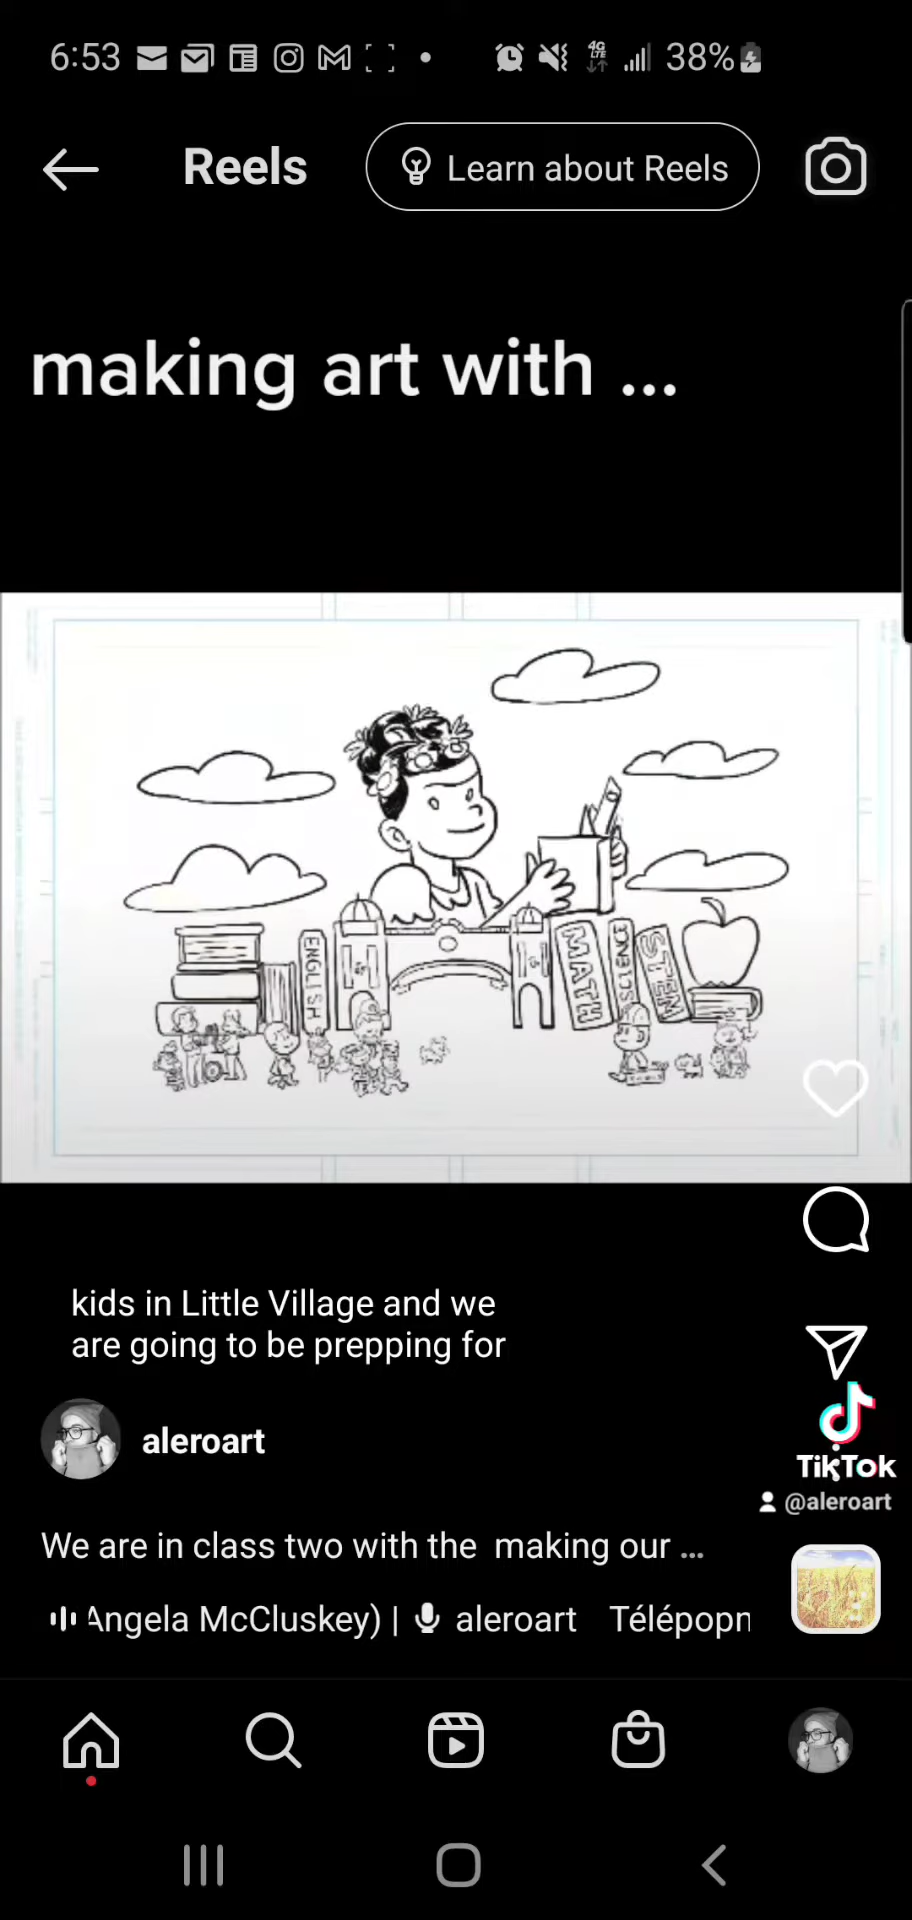 6:53 38%
Reels Learn about Reels
making art with ...
ENGLISH
MATH
SCIENCE
STEM
kids in Little Village and we
are going to be prepping for
aleroart
TikTok
@aleroart
We are in class two with the making our ...
Angela McCluskey) | aleroart Télépopn